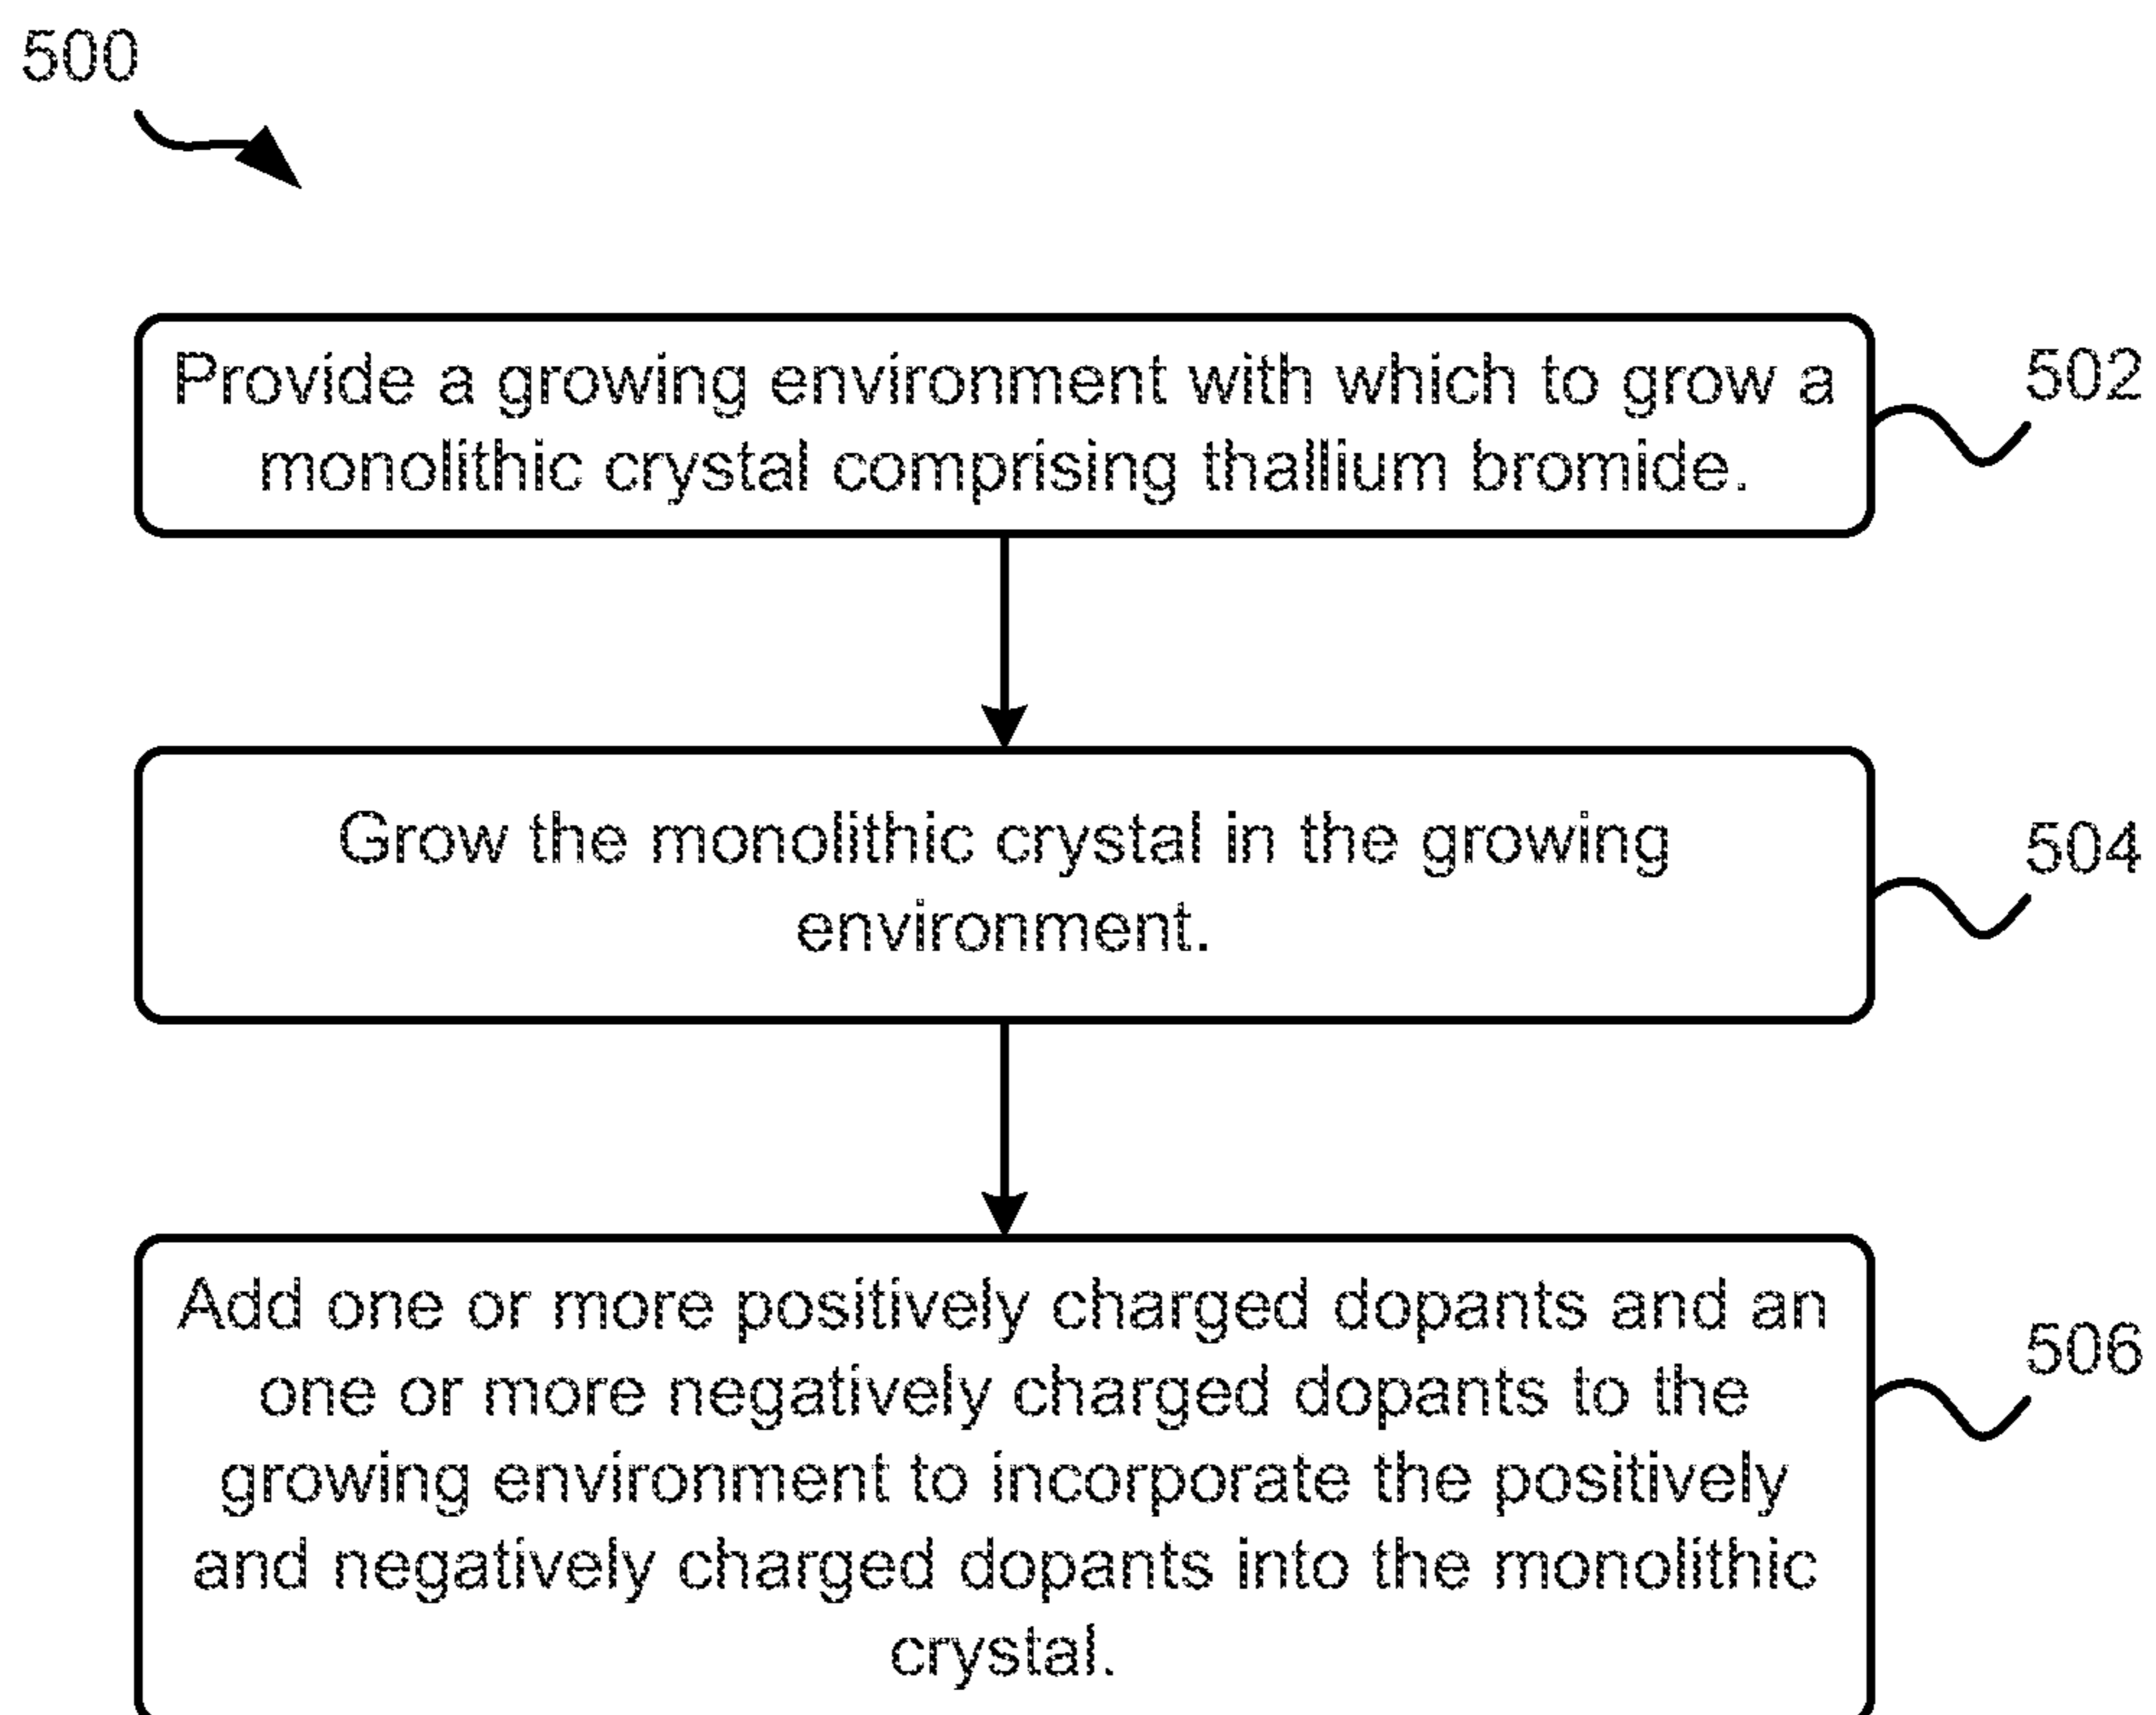 500
Provide a growing environment with which to grow a
monolithic crystal comprising thallium bromide.
502
Grow the monolithic crystal in the growing
environment.
504
Add one or more positively charged dopants and an
one or more negatively charged dopants to the
growing environment to incorporate the positively
and negatively charged dopants into the monolithic
crystal.
506